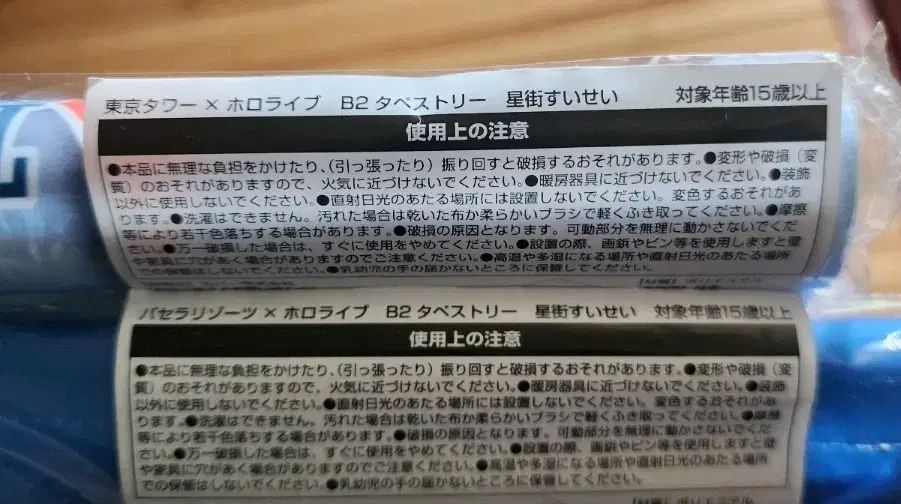 東京タワー × ホロライブ B2 タペストリー 星街すいせい 対象年齢15歳以上
使用上の注意
●本品に無理な負担をかけたり、(引っ張ったり) 振り回すと破損するおそれがあります。●変形や破損 (変
質) のおそれがありますので、火気に近づけないでください。●暖房器具に近づけないでください。●装飾
以外に使用しないでください。●直射日光のあたる場所には設置しないでください。変色するおそれがあ
ります。●洗濯はできません。汚れた場合は乾いた布か柔らかいブラシで軽くふき取ってください。●摩擦
等により若干色落ちする場合があります。●破損の原因となります。可動部分を無理に動かさないでくだ
さい。●万一破損した場合は、すぐに使用をやめてください。●設置の際、画鋲やピン等を使用しますと壁
や家具に穴があく場合がありますのでご注意ください。●高温や多湿になる場所や直射日光のあたる場所
での保管はしないでください。●乳幼児の手の届かないところに保管してください。
パセラリゾーツ × ホロライブ B2 タペストリー 星街すいせい 対象年齢15歳以上
使用上の注意
●本品に無理な負担をかけたり、(引っ張ったり) 振り回すと破損するおそれがあります。●変形や破損 (変
質) のおそれがありますので、火気に近づけないでください。●暖房器具に近づけないでください。●装飾
以外に使用しないでください。●直射日光のあたる場所には設置しないでください。変色するおそれがあ
ります。●洗濯はできません。汚れた場合は乾いた布か柔らかいブラシで軽くふき取ってください。●摩擦
等により若干色落ちする場合があります。●破損の原因となります。可動部分を無理に動かさないでくだ
さい。●万一破損した場合は、すぐに使用をやめてください。●設置の際、画鋲やピン等を使用しますと壁
や家具に穴があく場合がありますのでご注意ください。●高温や多湿になる場所や直射日光のあたる場所
での保管はしないでください。●乳幼児の手の届かないところに保管してください。